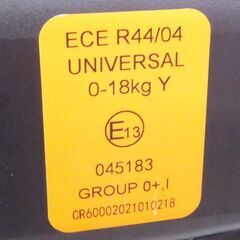 ECE R44/04
UNIVERSAL
0-18kg Y
E13
045183
GROUP 0+,I
CR60002021010218